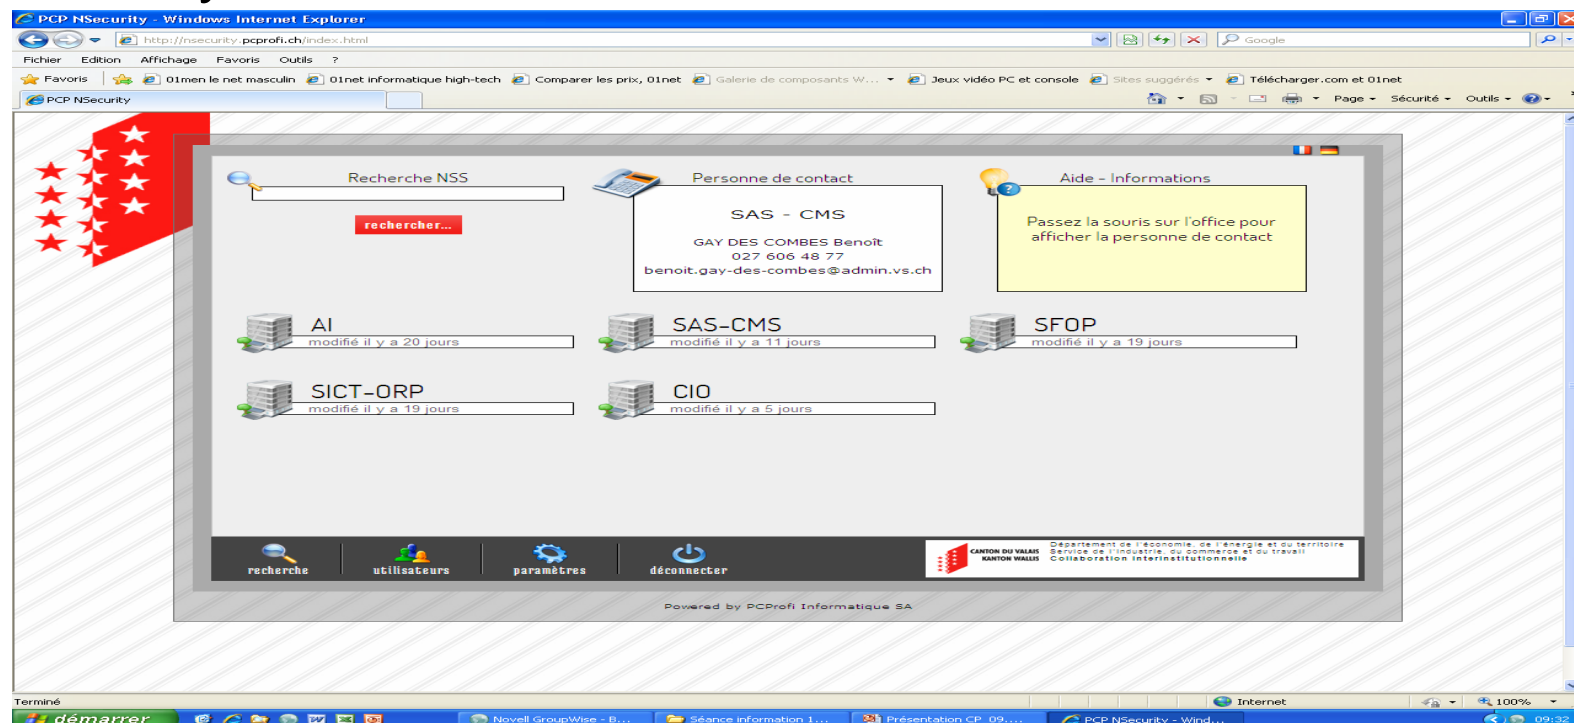 PCP NSecurity - Windows Internet Explorer
http://nsecurity.pcprofi.ch/index.html
Google
Fichier Edition Affichage Favoris Outils ?
Favoris 01men le net masculin 01net informatique high-tech Comparer les prix, 01net Galerie de composants W... Jeux vidéo PC et console Sites suggérés Télécharger.com et 01net
PCP NSecurity
Page Sécurité Outils
Recherche NSS
rechercher...
Personne de contact
SAS - CMS
GAY DES COMBES Benoît
027 606 48 77
benoit.gay-des-combes@admin.vs.ch
Aide - Informations
Passez la souris sur l'office pour
afficher la personne de contact
AI
modifié il y a 20 jours
SAS-CMS
modifié il y a 11 jours
SFOP
modifié il y a 19 jours
SICT-ORP
modifié il y a 19 jours
CIO
modifié il y a 5 jours
recherche utilisateurs paramètres déconnecter
CANTON DU VALAIS
KANTON WALLIS
Département de l'économie, de l'énergie et du territoire
Service de l'industrie, du commerce et du travail
Collaboration interinstitutionnelle
Powered by PCProfi Informatique SA
Terminé
Internet
100%
démarrer
Novell GroupWise - B...
Séance information 1...
Présentation CP 09....
PCP NSecurity - Wind...
09:32